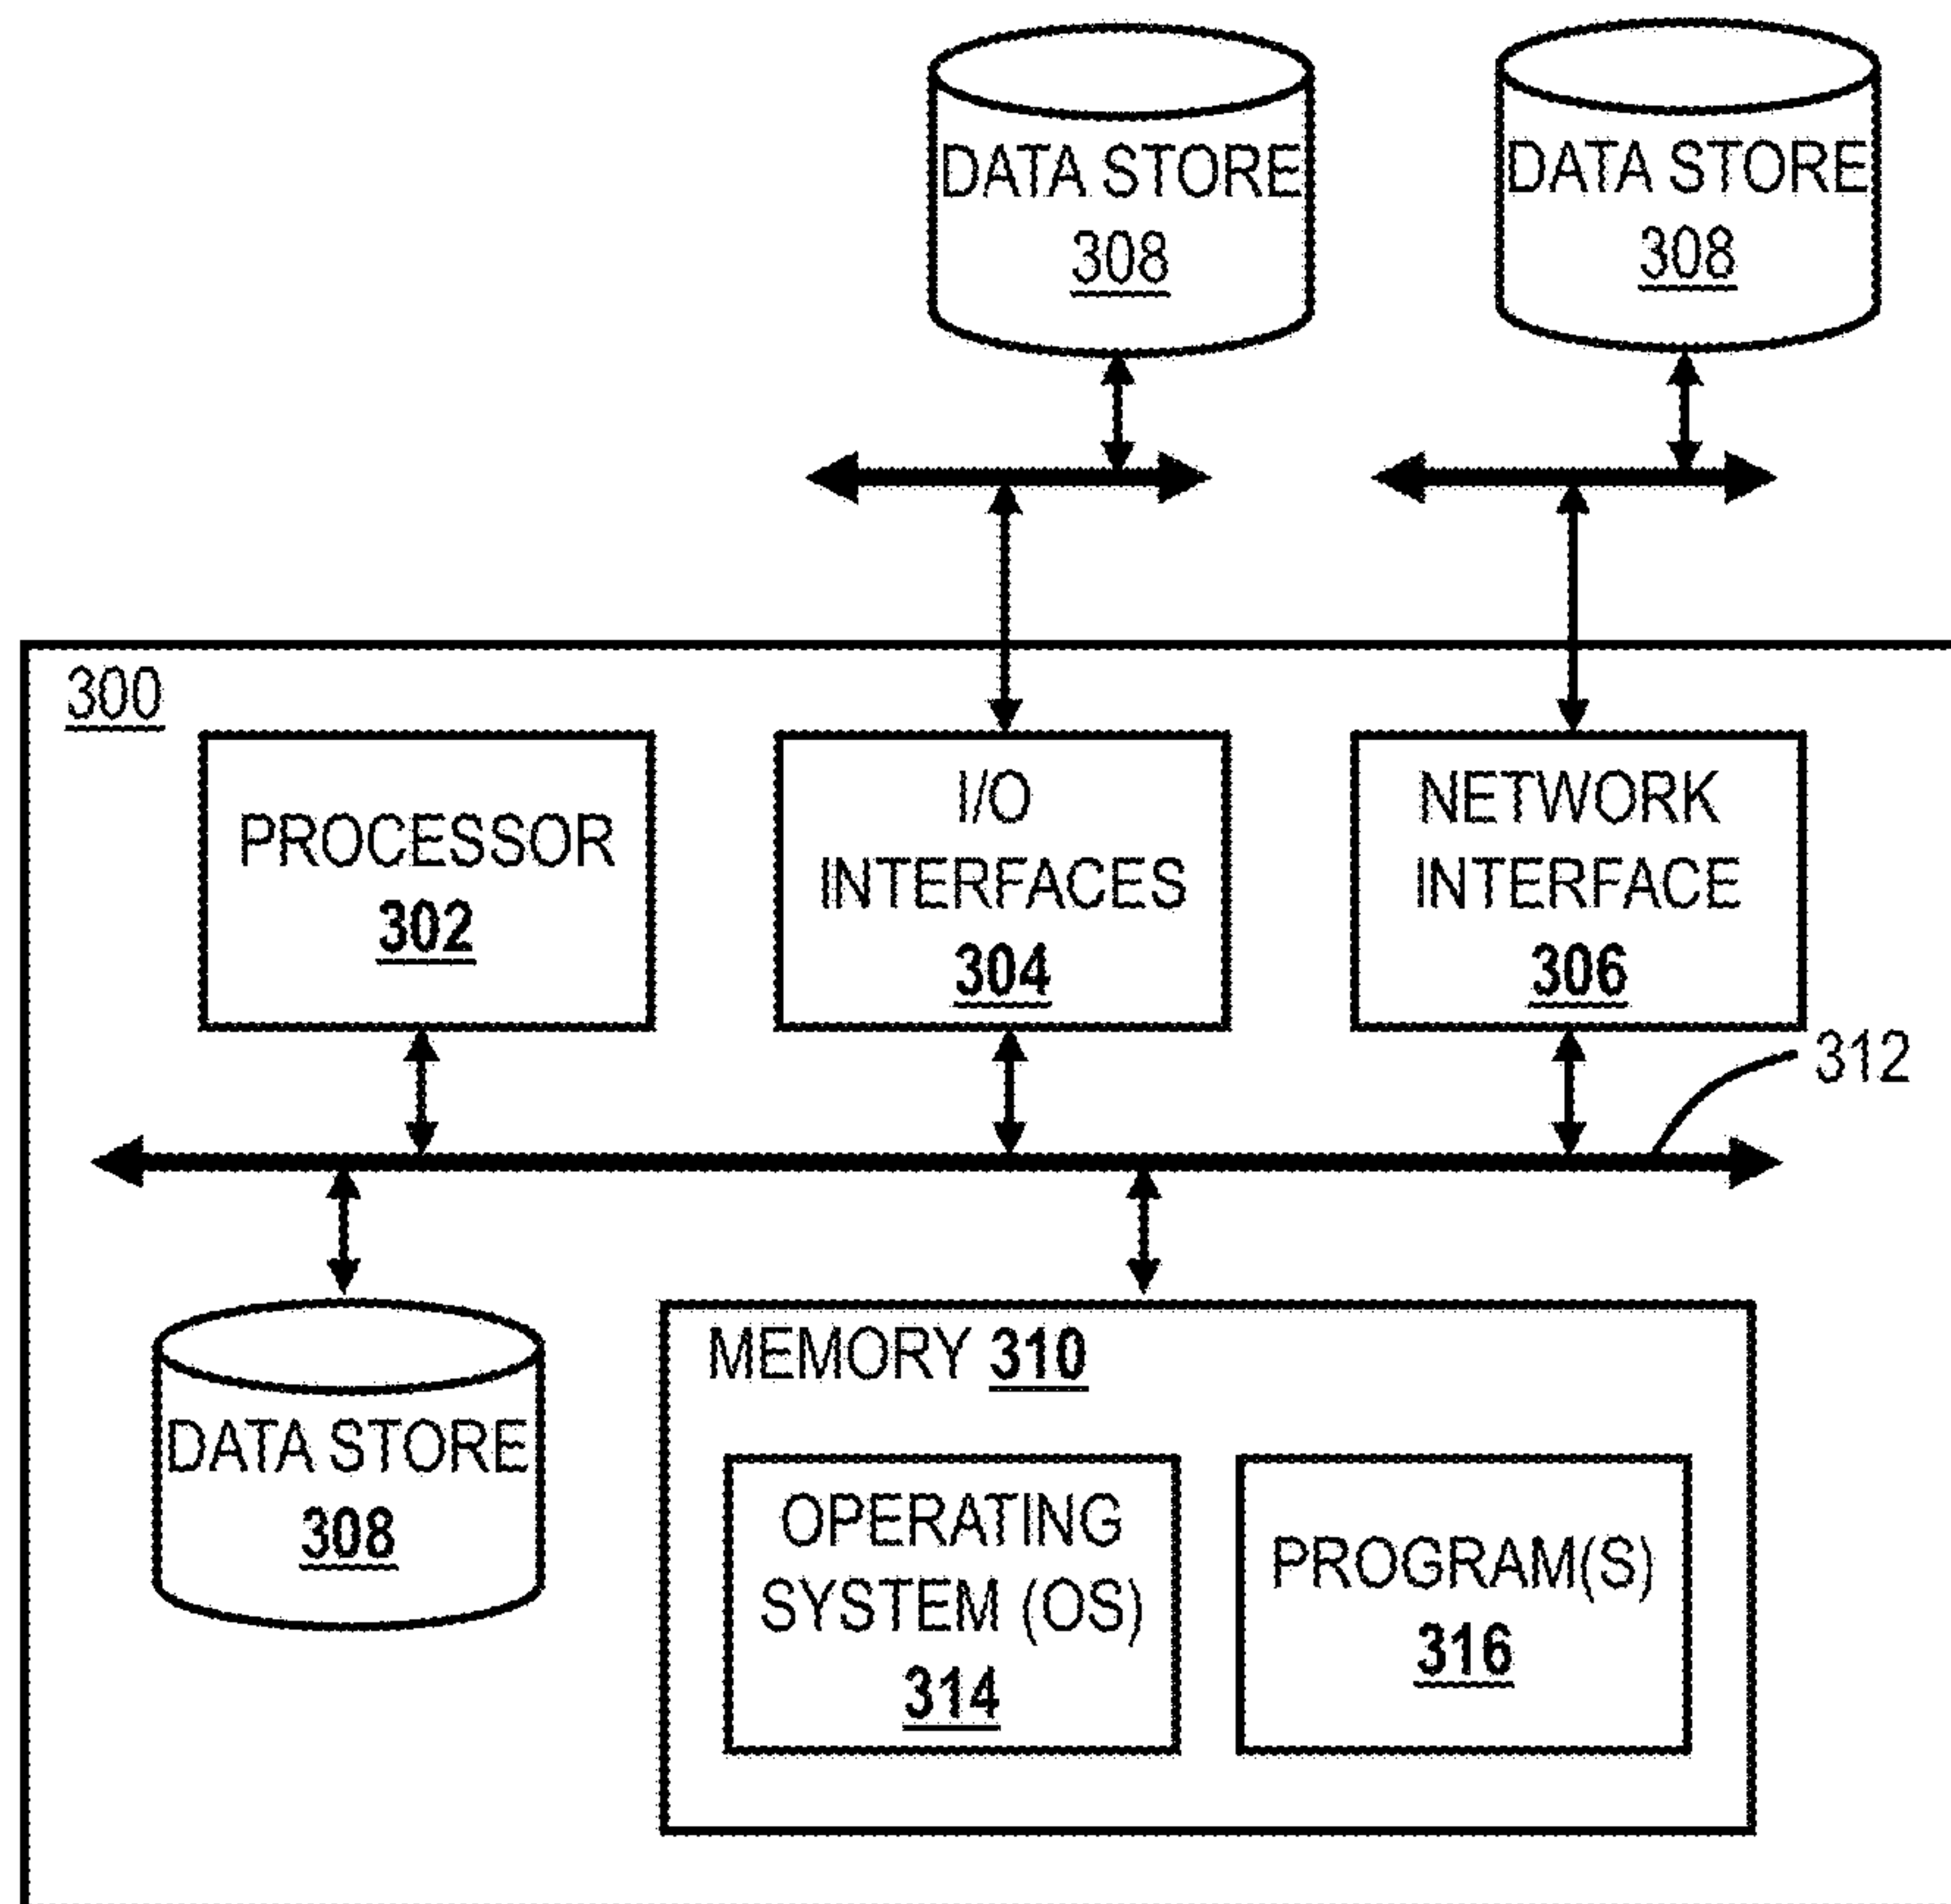 DATA STORE
308
DATA STORE
308
300
PROCESSOR
302
I/O
INTERFACES
304
NETWORK
INTERFACE
306
312
DATA STORE
308
MEMORY 310
OPERATING
SYSTEM (OS)
314
PROGRAM(S)
316